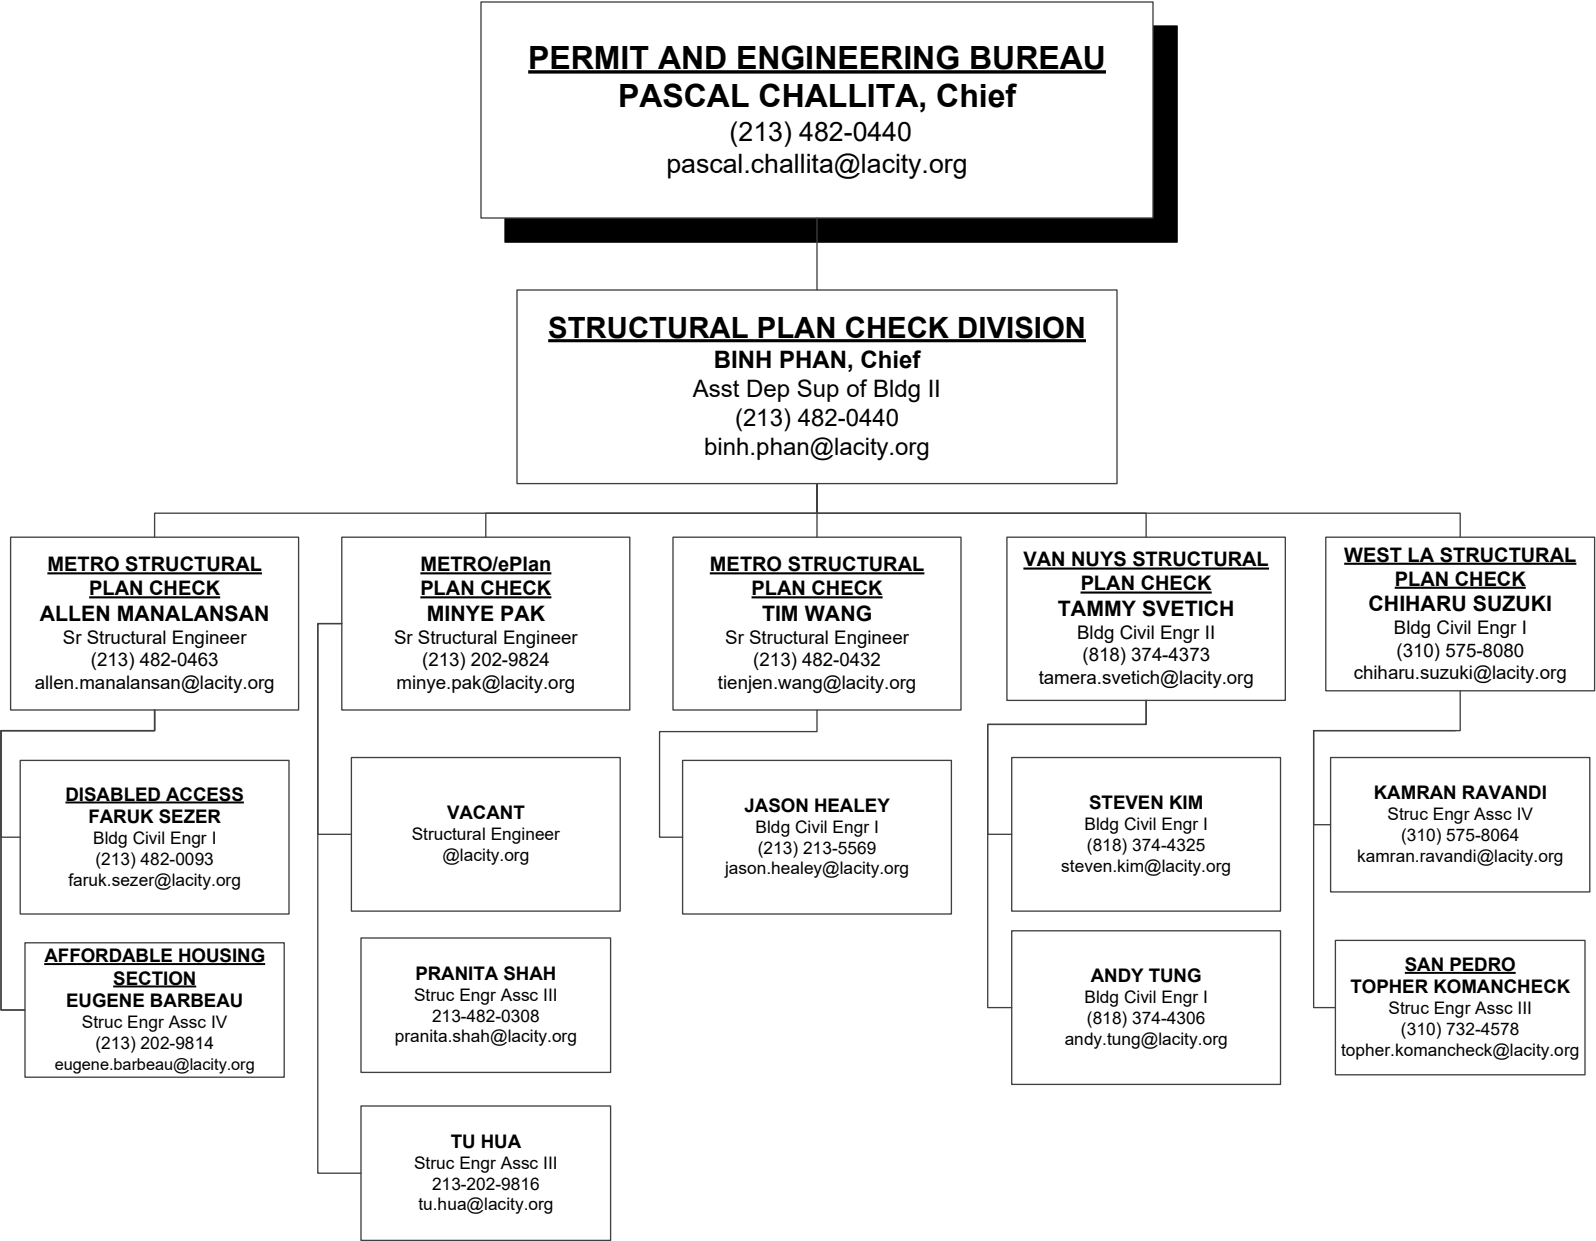 PERMIT AND ENGINEERING BUREAU
PASCAL CHALLITA, Chief
(213) 482-0440
pascal.challita@lacity.org
STRUCTURAL PLAN CHECK DIVISION
BINH PHAN, Chief
Asst Dep Sup of Bldg II
(213) 482-0440
binh.phan@lacity.org
METRO STRUCTURAL
PLAN CHECK
ALLEN MANALANSAN
Sr Structural Engineer
(213) 482-0463
allen.manalansan@lacity.org
METRO/ePlan
PLAN CHECK
MINYE PAK
Sr Structural Engineer
(213) 202-9824
minye.pak@lacity.org
METRO STRUCTURAL
PLAN CHECK
TIM WANG
Sr Structural Engineer
(213) 482-0432
tienjen.wang@lacity.org
VAN NUYS STRUCTURAL
PLAN CHECK
TAMMY SVETICH
Bldg Civil Engr II
(818) 374-4373
tamera.svetich@lacity.org
WEST LA STRUCTURAL
PLAN CHECK
CHIHARU SUZUKI
Bldg Civil Engr I
(310) 575-8080
chiharu.suzuki@lacity.org
DISABLED ACCESS
FARUK SEZER
Bldg Civil Engr I
(213) 482-0093
faruk.sezer@lacity.org
VACANT
Structural Engineer
@lacity.org
JASON HEALEY
Bldg Civil Engr I
(213) 213-5569
jason.healey@lacity.org
STEVEN KIM
Bldg Civil Engr I
(818) 374-4325
steven.kim@lacity.org
KAMRAN RAVANDI
Struc Engr Assc IV
(310) 575-8064
kamran.ravandi@lacity.org
AFFORDABLE HOUSING
SECTION
EUGENE BARBEAU
Struc Engr Assc IV
(213) 202-9814
eugene.barbeau@lacity.org
PRANITA SHAH
Struc Engr Assc III
213-482-0308
pranita.shah@lacity.org
ANDY TUNG
Bldg Civil Engr I
(818) 374-4306
andy.tung@lacity.org
SAN PEDRO
TOPHER KOMANCHECK
Struc Engr Assc III
(310) 732-4578
topher.komancheck@lacity.org
TU HUA
Struc Engr Assc III
213-202-9816
tu.hua@lacity.org